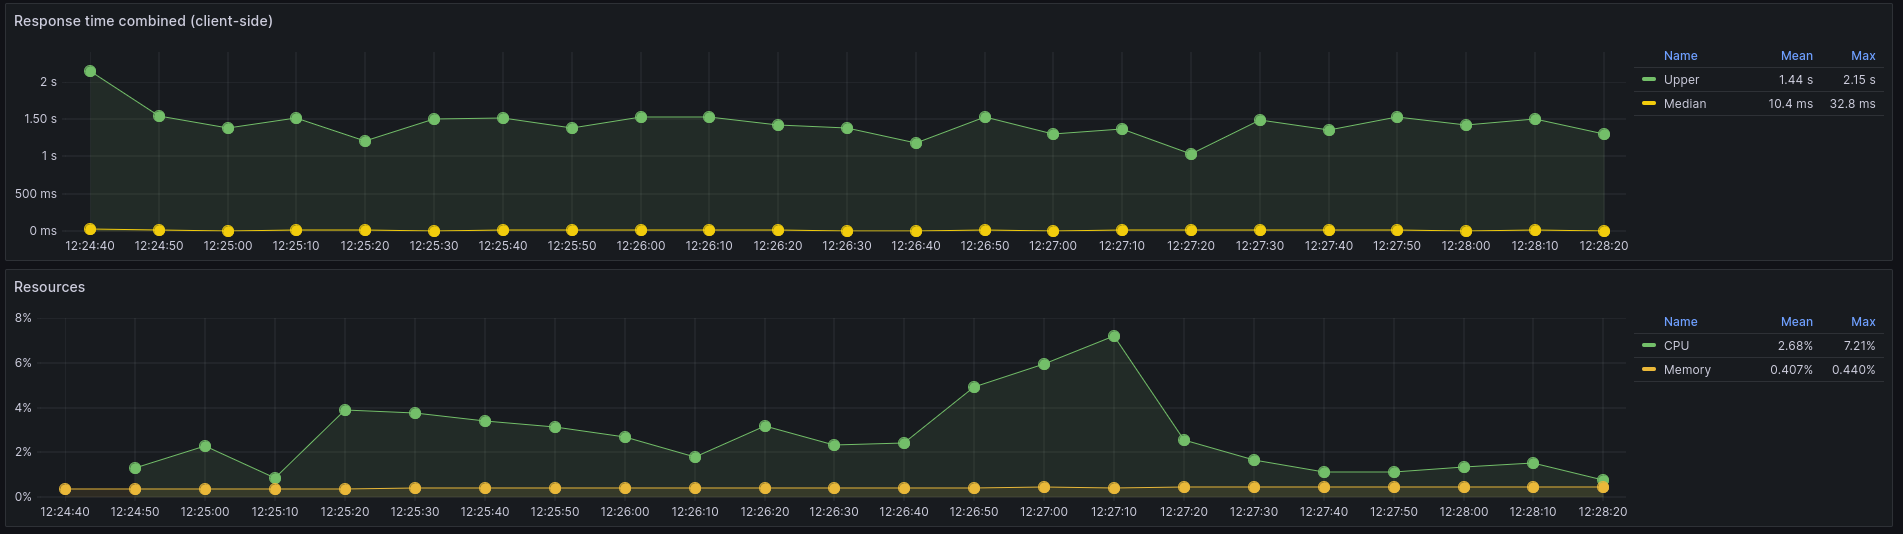 Response time combined (client-side)
Name Mean Max
2 s
Upper 1.44 s 2.15 s
Median 10.4 ms 32.8 ms
1.50 s
1 s
500 ms
0 ms
12:24:40 12:24:50 12:25:00 12:25:10 12:25:20 12:25:30 12:25:40 12:25:50 12:26:00 12:26:10 12:26:20 12:26:30 12:26:40 12:26:50 12:27:00 12:27:10 12:27:20 12:27:30 12:27:40 12:27:50 12:28:00 12:28:10 12:28:20
Resources
8%
Name Mean Max
CPU 2.68% 7.21%
6%
Memory 0.407% 0.440%
4%
2%
0%
12:24:40 12:24:50 12:25:00 12:25:10 12:25:20 12:25:30 12:25:40 12:25:50 12:26:00 12:26:10 12:26:20 12:26:30 12:26:40 12:26:50 12:27:00 12:27:10 12:27:20 12:27:30 12:27:40 12:27:50 12:28:00 12:28:10 12:28:20